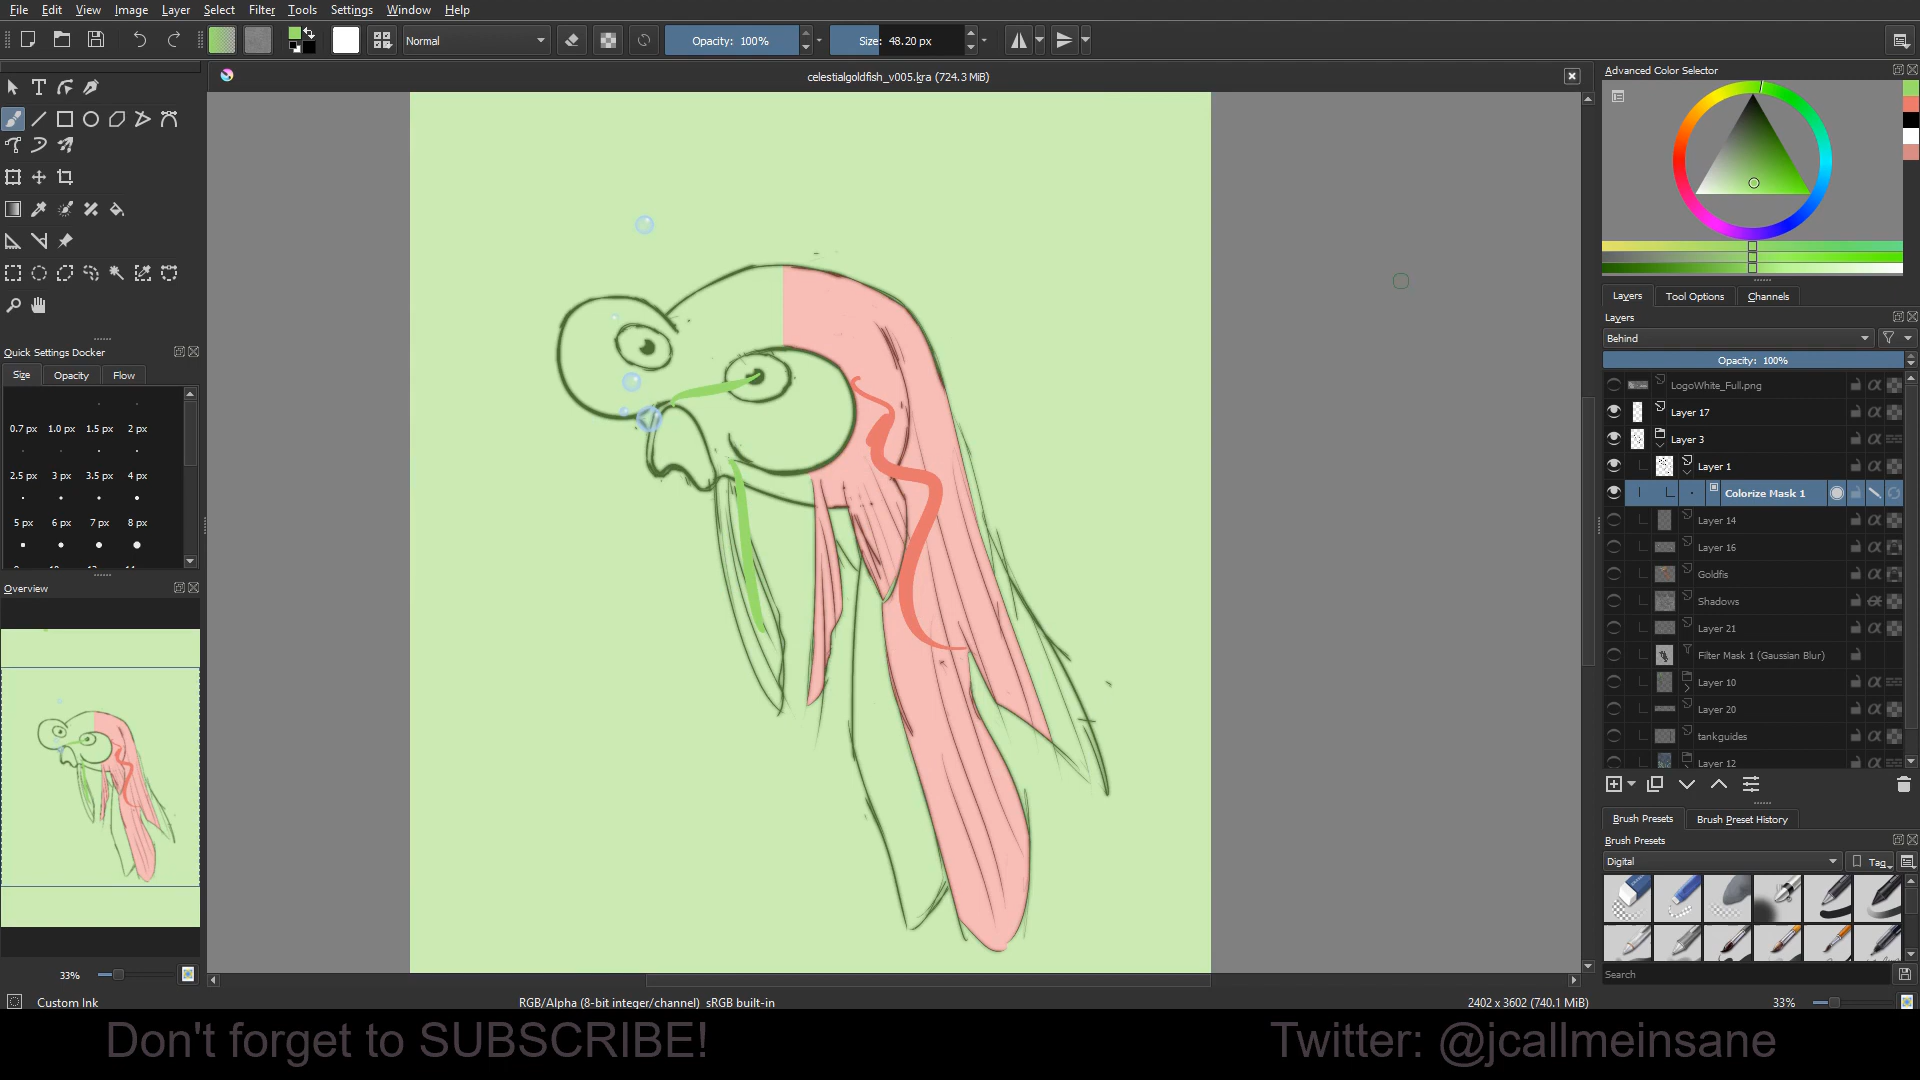 File Edit View Image Layer Select Filter Tools Settings Window Help
Normal
Opacity: 100%
Size: 48.20 px
celestialgoldfish_v005.kra (724.3 MiB)
Advanced Color Selector
Quick Settings Docker
Size Opacity Flow
0.7 px 1.0 px 1.5 px 2 px
2.5 px 3 px 3.5 px 4 px
5 px 6 px 7 px 8 px
Overview
33%
Layers Tool Options Channels
Layers
Behind
Opacity: 100%
LogoWhite_Full.png
Layer 17
Layer 3
Layer 1
Colorize Mask 1
Layer 14
Layer 16
Goldfis
Shadows
Layer 21
Filter Mask 1 (Gaussian Blur)
Layer 10
Layer 20
tankguides
Layer 12
Brush Presets Brush Preset History
Brush Presets
Digital
Tag
Search
Custom Ink
RGB/Alpha (8-bit integer/channel) sRGB built-in
2402 x 3602 (740.1 MiB)
33%
Don't forget to SUBSCRIBE!
Twitter: @jcallmeinsane